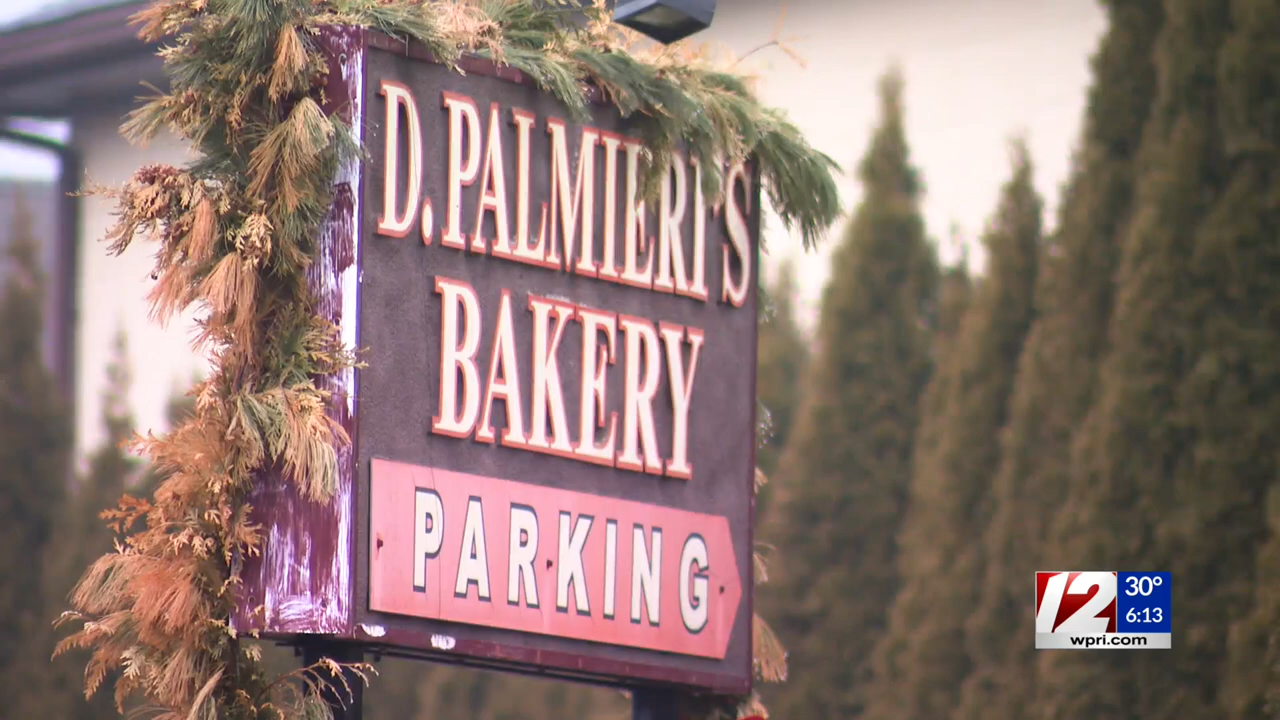 D. PALMIERI'S
BAKERY
PARKING
12
30°
6:13
wpri.com